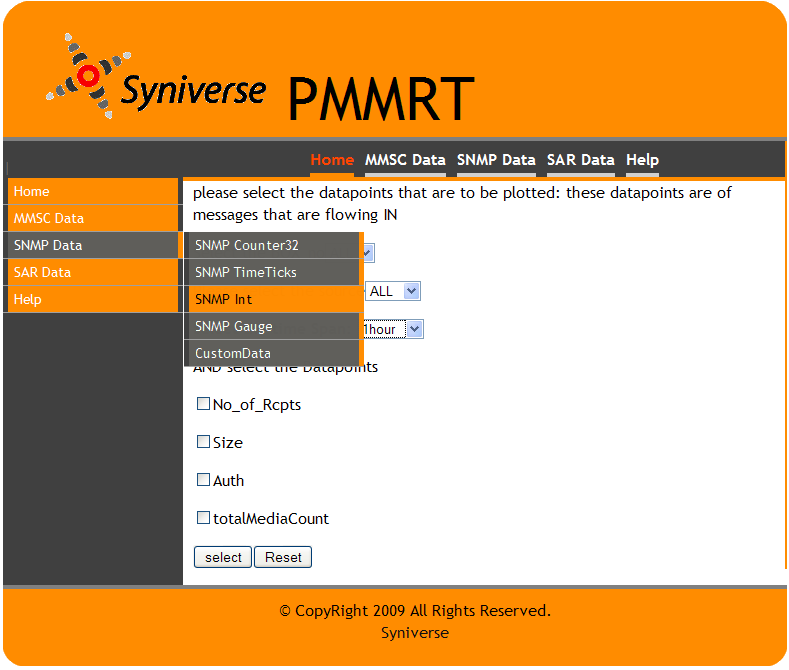 Syniverse PMMRT
Home MMSC Data SNMP Data SAR Data Help
Home
MMSC Data
SNMP Data
SAR Data
Help
SNMP Counter32
SNMP TimeTicks
SNMP Int
SNMP Gauge
CustomData
please select the datapoints that are to be plotted: these datapoints are of
messages that are flowing IN
ALL
1hour
AND select the Datapoints
No_of_Rcpts
Size
Auth
totalMediaCount
select Reset
© CopyRight 2009 All Rights Reserved.
Syniverse